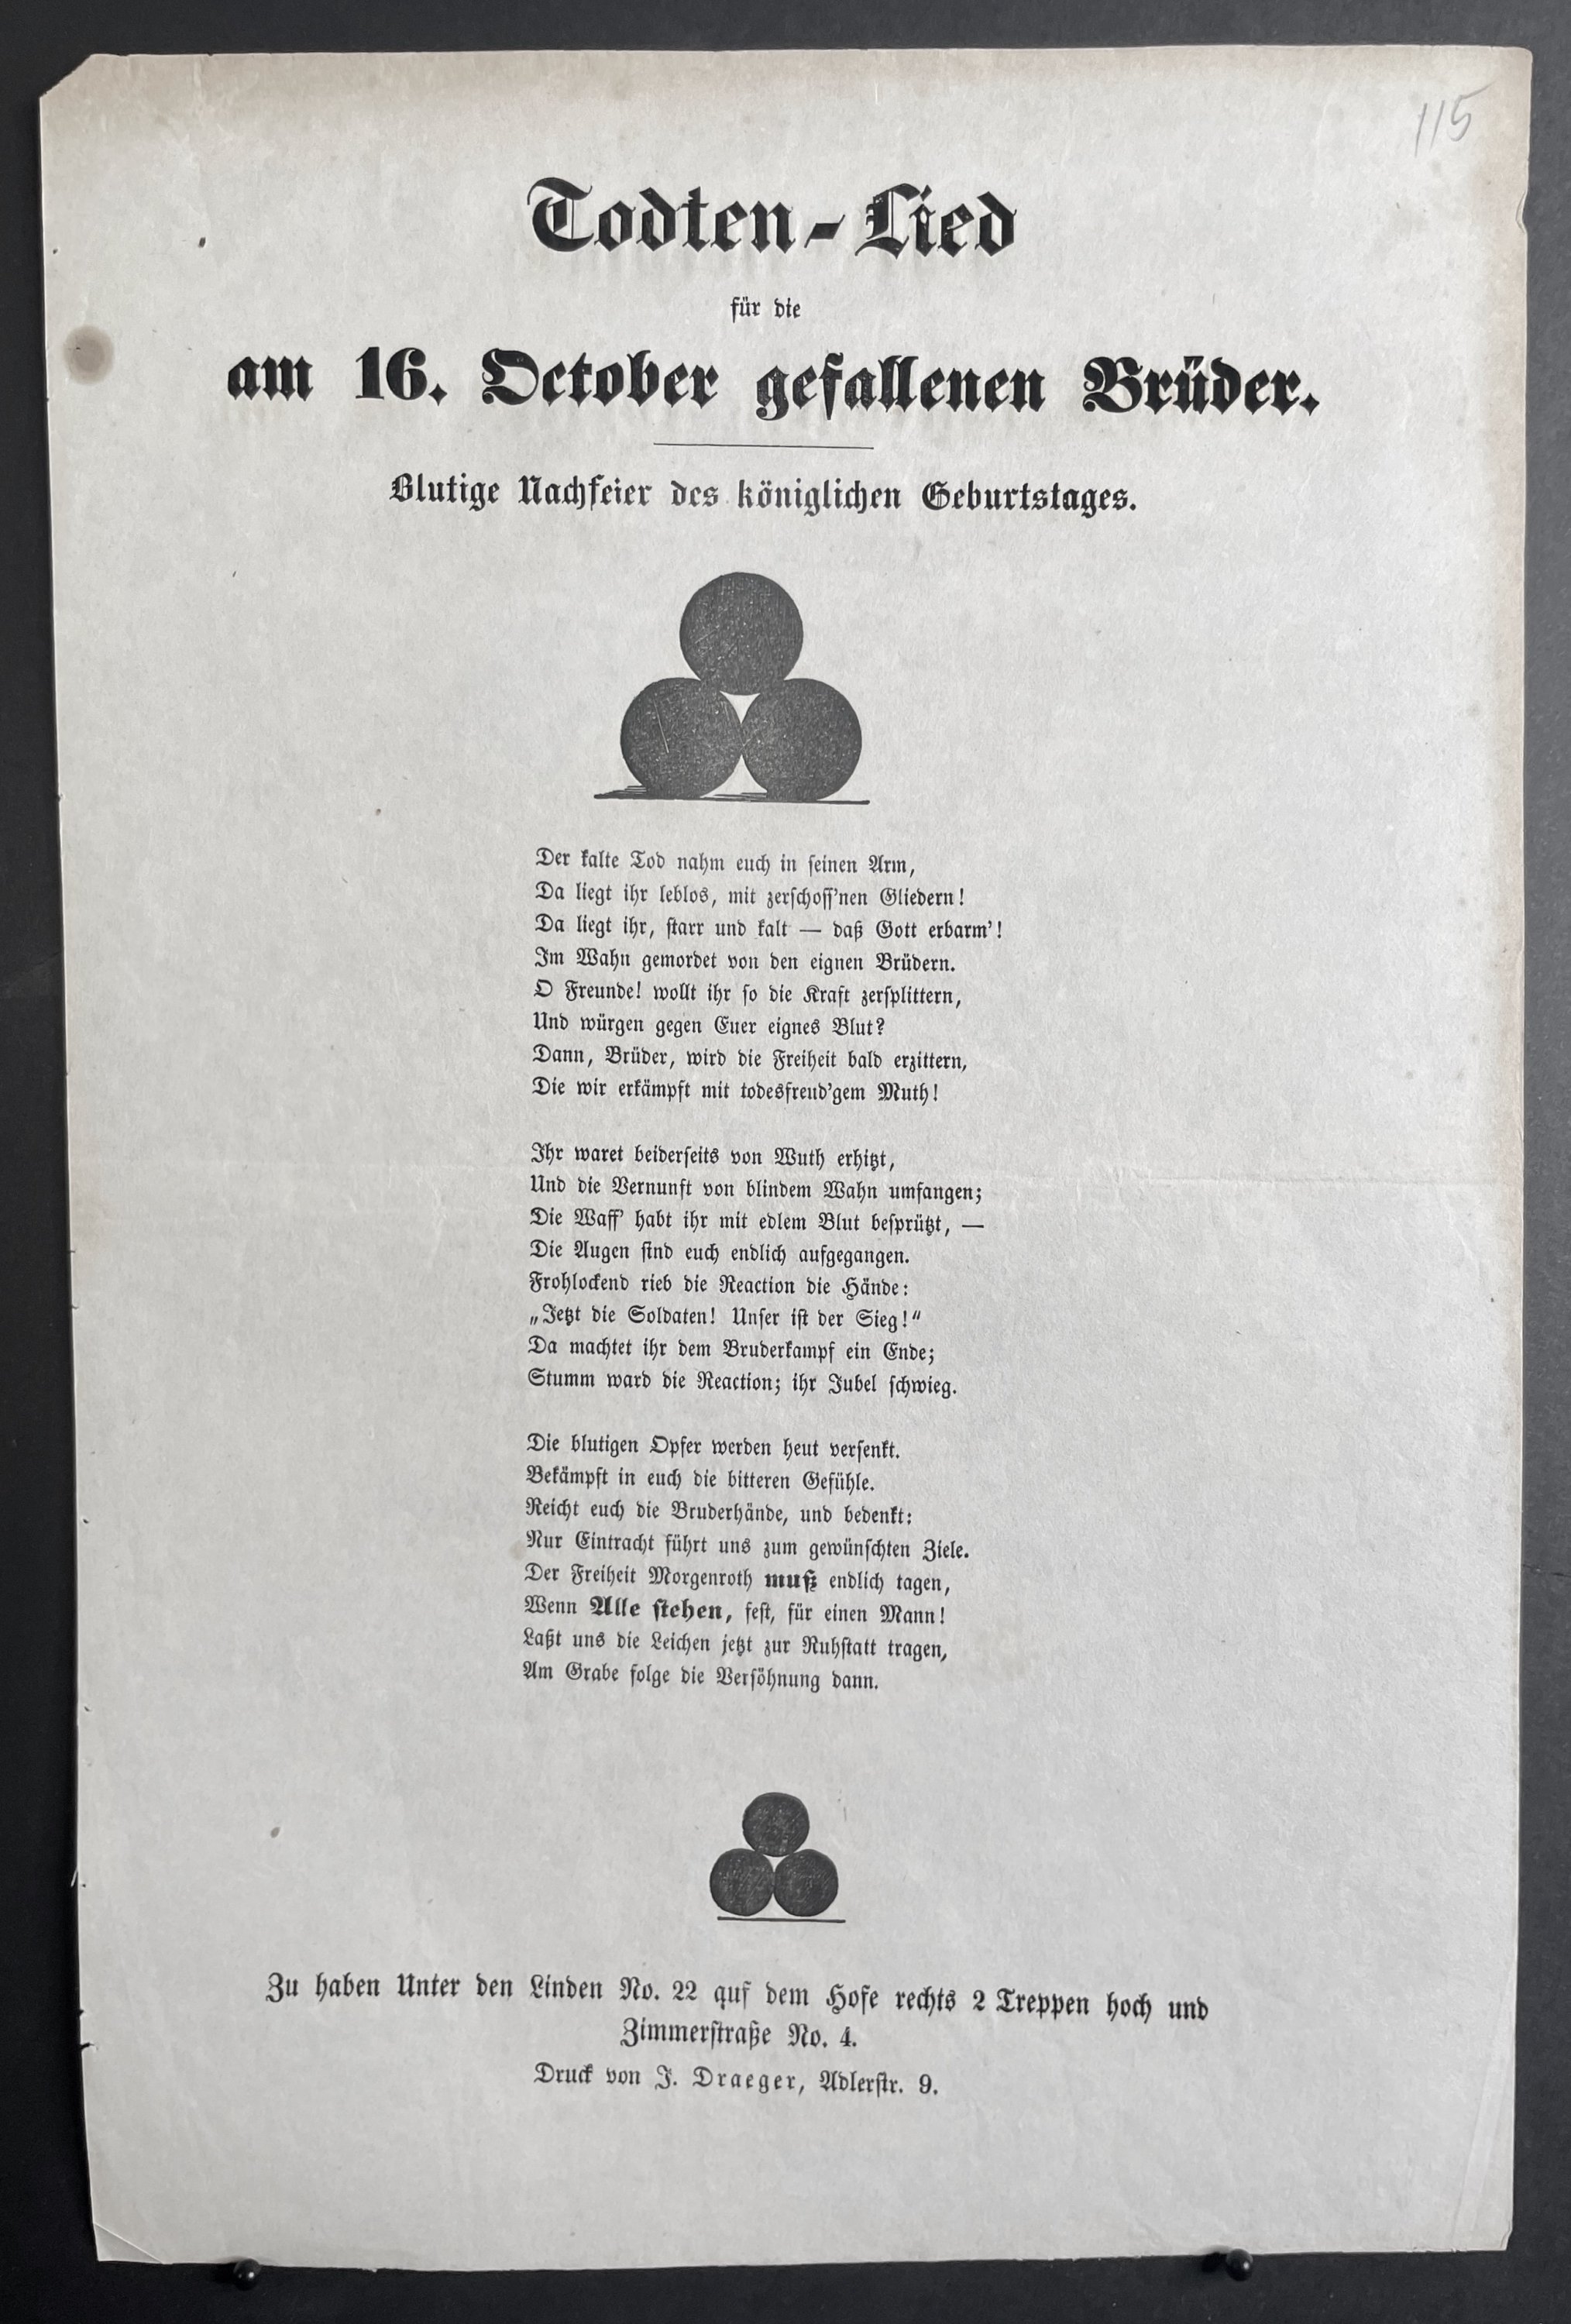 115
Todten-Lied
für die
am 16. October gefallenen Brüder.
Blutige Nachfeier des königlichen Geburtstages.
Der kalte Tod nahm euch in seinen Arm,
Da liegt ihr leblos, mit zerschoss'nen Gliedern!
Da liegt ihr, starr und kalt — daß Gott erbarm'!
Im Wahn gemordet von den eignen Brüdern.
O Freunde! wollt ihr so die Kraft zersplittern,
Und würgen gegen Euer eignes Blut?
Dann, Brüder, wird die Freiheit bald erzittern,
Die wir erkämpft mit todesfreud'gem Muth!
Ihr waret beiderseits von Wuth erhitzt,
Und die Vernunft von blindem Wahn umfangen;
Die Waff' habt ihr mit edlem Blut besprützt, —
Die Augen sind euch endlich aufgegangen.
Frohlockend rieb die Reaction die Hände:
„Jetzt die Soldaten! Unser ist der Sieg!“
Da machtet ihr dem Bruderkampf ein Ende;
Stumm ward die Reaction; ihr Jubel schwieg.
Die blutigen Opfer werden heut versenkt.
Bekämpft in euch die bitteren Gefühle.
Reicht euch die Bruderhände, und bedenkt:
Nur Eintracht führt uns zum gewünschten Ziele.
Der Freiheit Morgenroth muß endlich tagen,
Wenn Alle stehen, fest, für einen Mann!
Laßt uns die Leichen jetzt zur Ruhstatt tragen,
Am Grabe folge die Versöhnung dann.
Zu haben Unter den Linden No. 22 auf dem Hofe rechts 2 Treppen hoch und
Zimmerstraße No. 4.
Druck von J. Draeger, Adlerstr. 9.